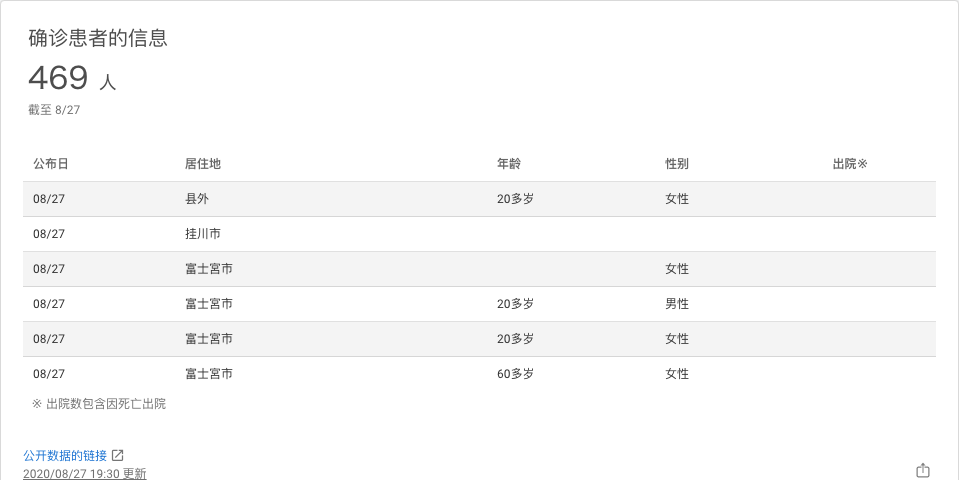 确诊患者的信息
469 人
截至 8/27
公布日 居住地 年龄 性别 出院※
08/27 县外 20多岁 女性
08/27 挂川市
08/27 富士宫市 女性
08/27 富士宫市 20多岁 男性
08/27 富士宫市 20多岁 女性
08/27 富士宫市 60多岁 女性
※ 出院数包含因死亡出院
公开数据的链接
2020/08/27 19:30 更新